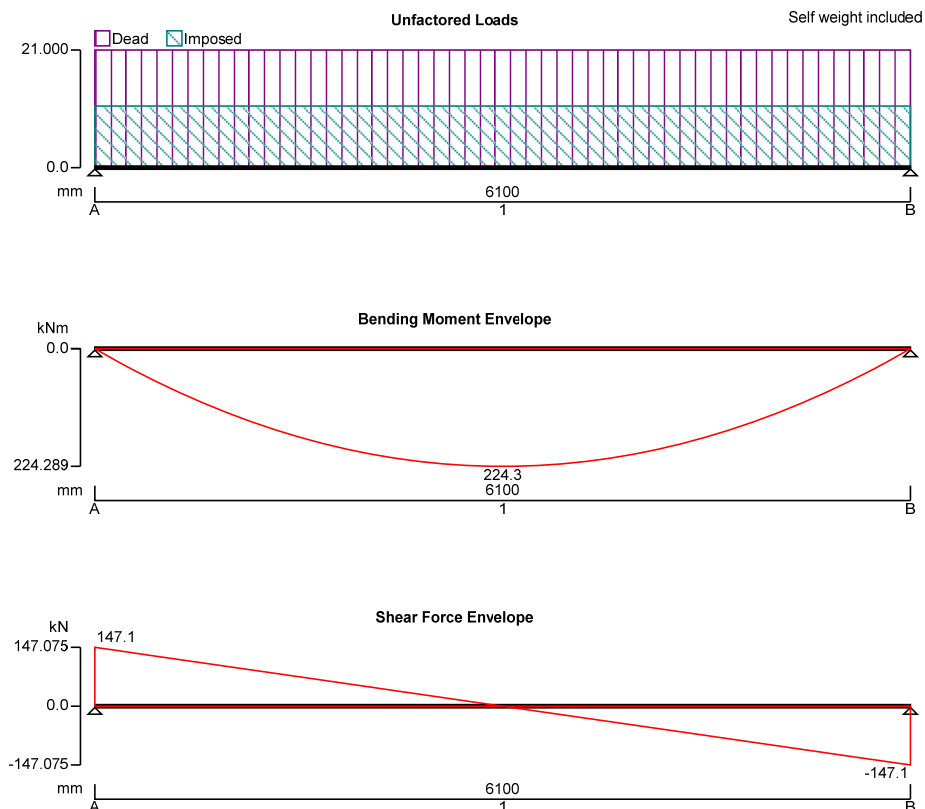 Unfactored Loads
Self weight included
21.000
Dead
Imposed
0.0
mm
6100
A
1
B
Bending Moment Envelope
kNm
0.0
224.289
224.3
mm
6100
A
1
B
Shear Force Envelope
kN
147.075
147.1
0.0
-147.075
-147.1
mm
6100
A
1
B